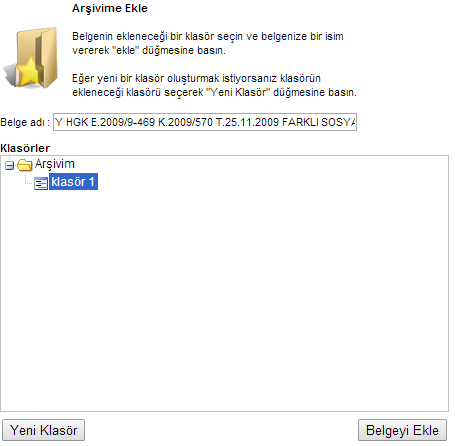 Arşivime Ekle
Belgenin ekleneceği bir klasör seçin ve belgenize bir isim
vererek "ekle" düğmesine basın.
Eğer yeni bir klasör oluşturmak istiyorsanız klasörün
ekleneceği klasörü seçerek "Yeni Klasör" düğmesine basın.
Belge adı : Y HGK E.2009/9-469 K.2009/570 T.25.11.2009 FARKLI SOSYA
Klasörler
Arşivim
klasör 1
Yeni Klasör
Belgeyi Ekle